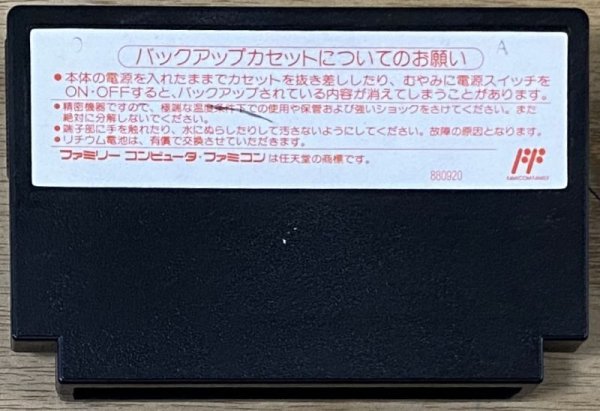 バックアップカセットについてのお願い
A
●本体の電源を入れたままでカセットを抜き差ししたり、むやみに電源スイッチを
ON・OFFすると、バックアップされている内容が消えてしまうことがあります。
●精密機器ですので、極端な温度条件下での使用や保管および強いショックをさけてください。また
絶対に分解しないでください。
●端子部に手を触れたり、水にぬらしたりして汚さないようにしてください。故障の原因となります。
●リチウム電池は、有償で交換させていただきます。
ファミリー コンピュータ・ファミコン は任天堂の商標です。
880920
FAMICOM FAMILY